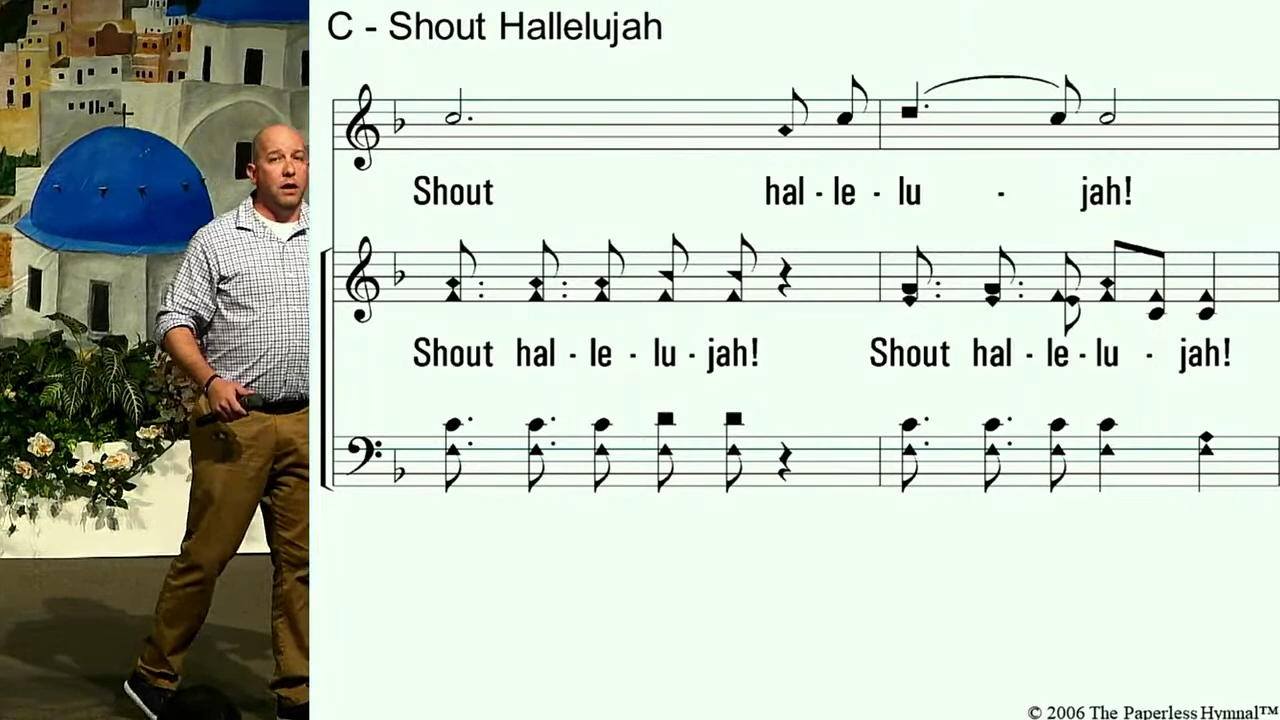 C - Shout Hallelujah
Shout hal - le - lu - jah!
Shout hal - le - lu - jah! Shout hal - le - lu - jah!
© 2006 The Paperless Hymnal™